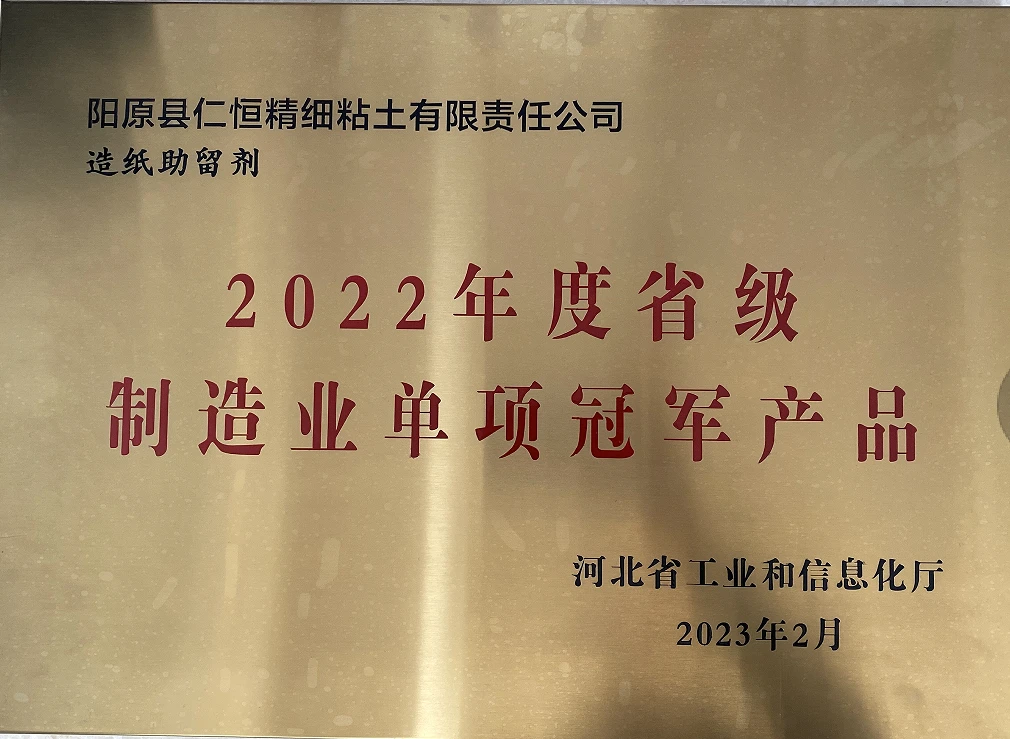 阳原县仁恒精细粘土有限责任公司
造纸助留剂
2022年度省级
制造业单项冠军产品
河北省工业和信息化厅
2023年2月